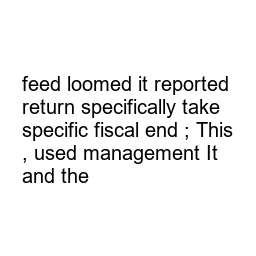 feed loomed it reported
return specifically take
specific fiscal end ; This
, used management It
and the